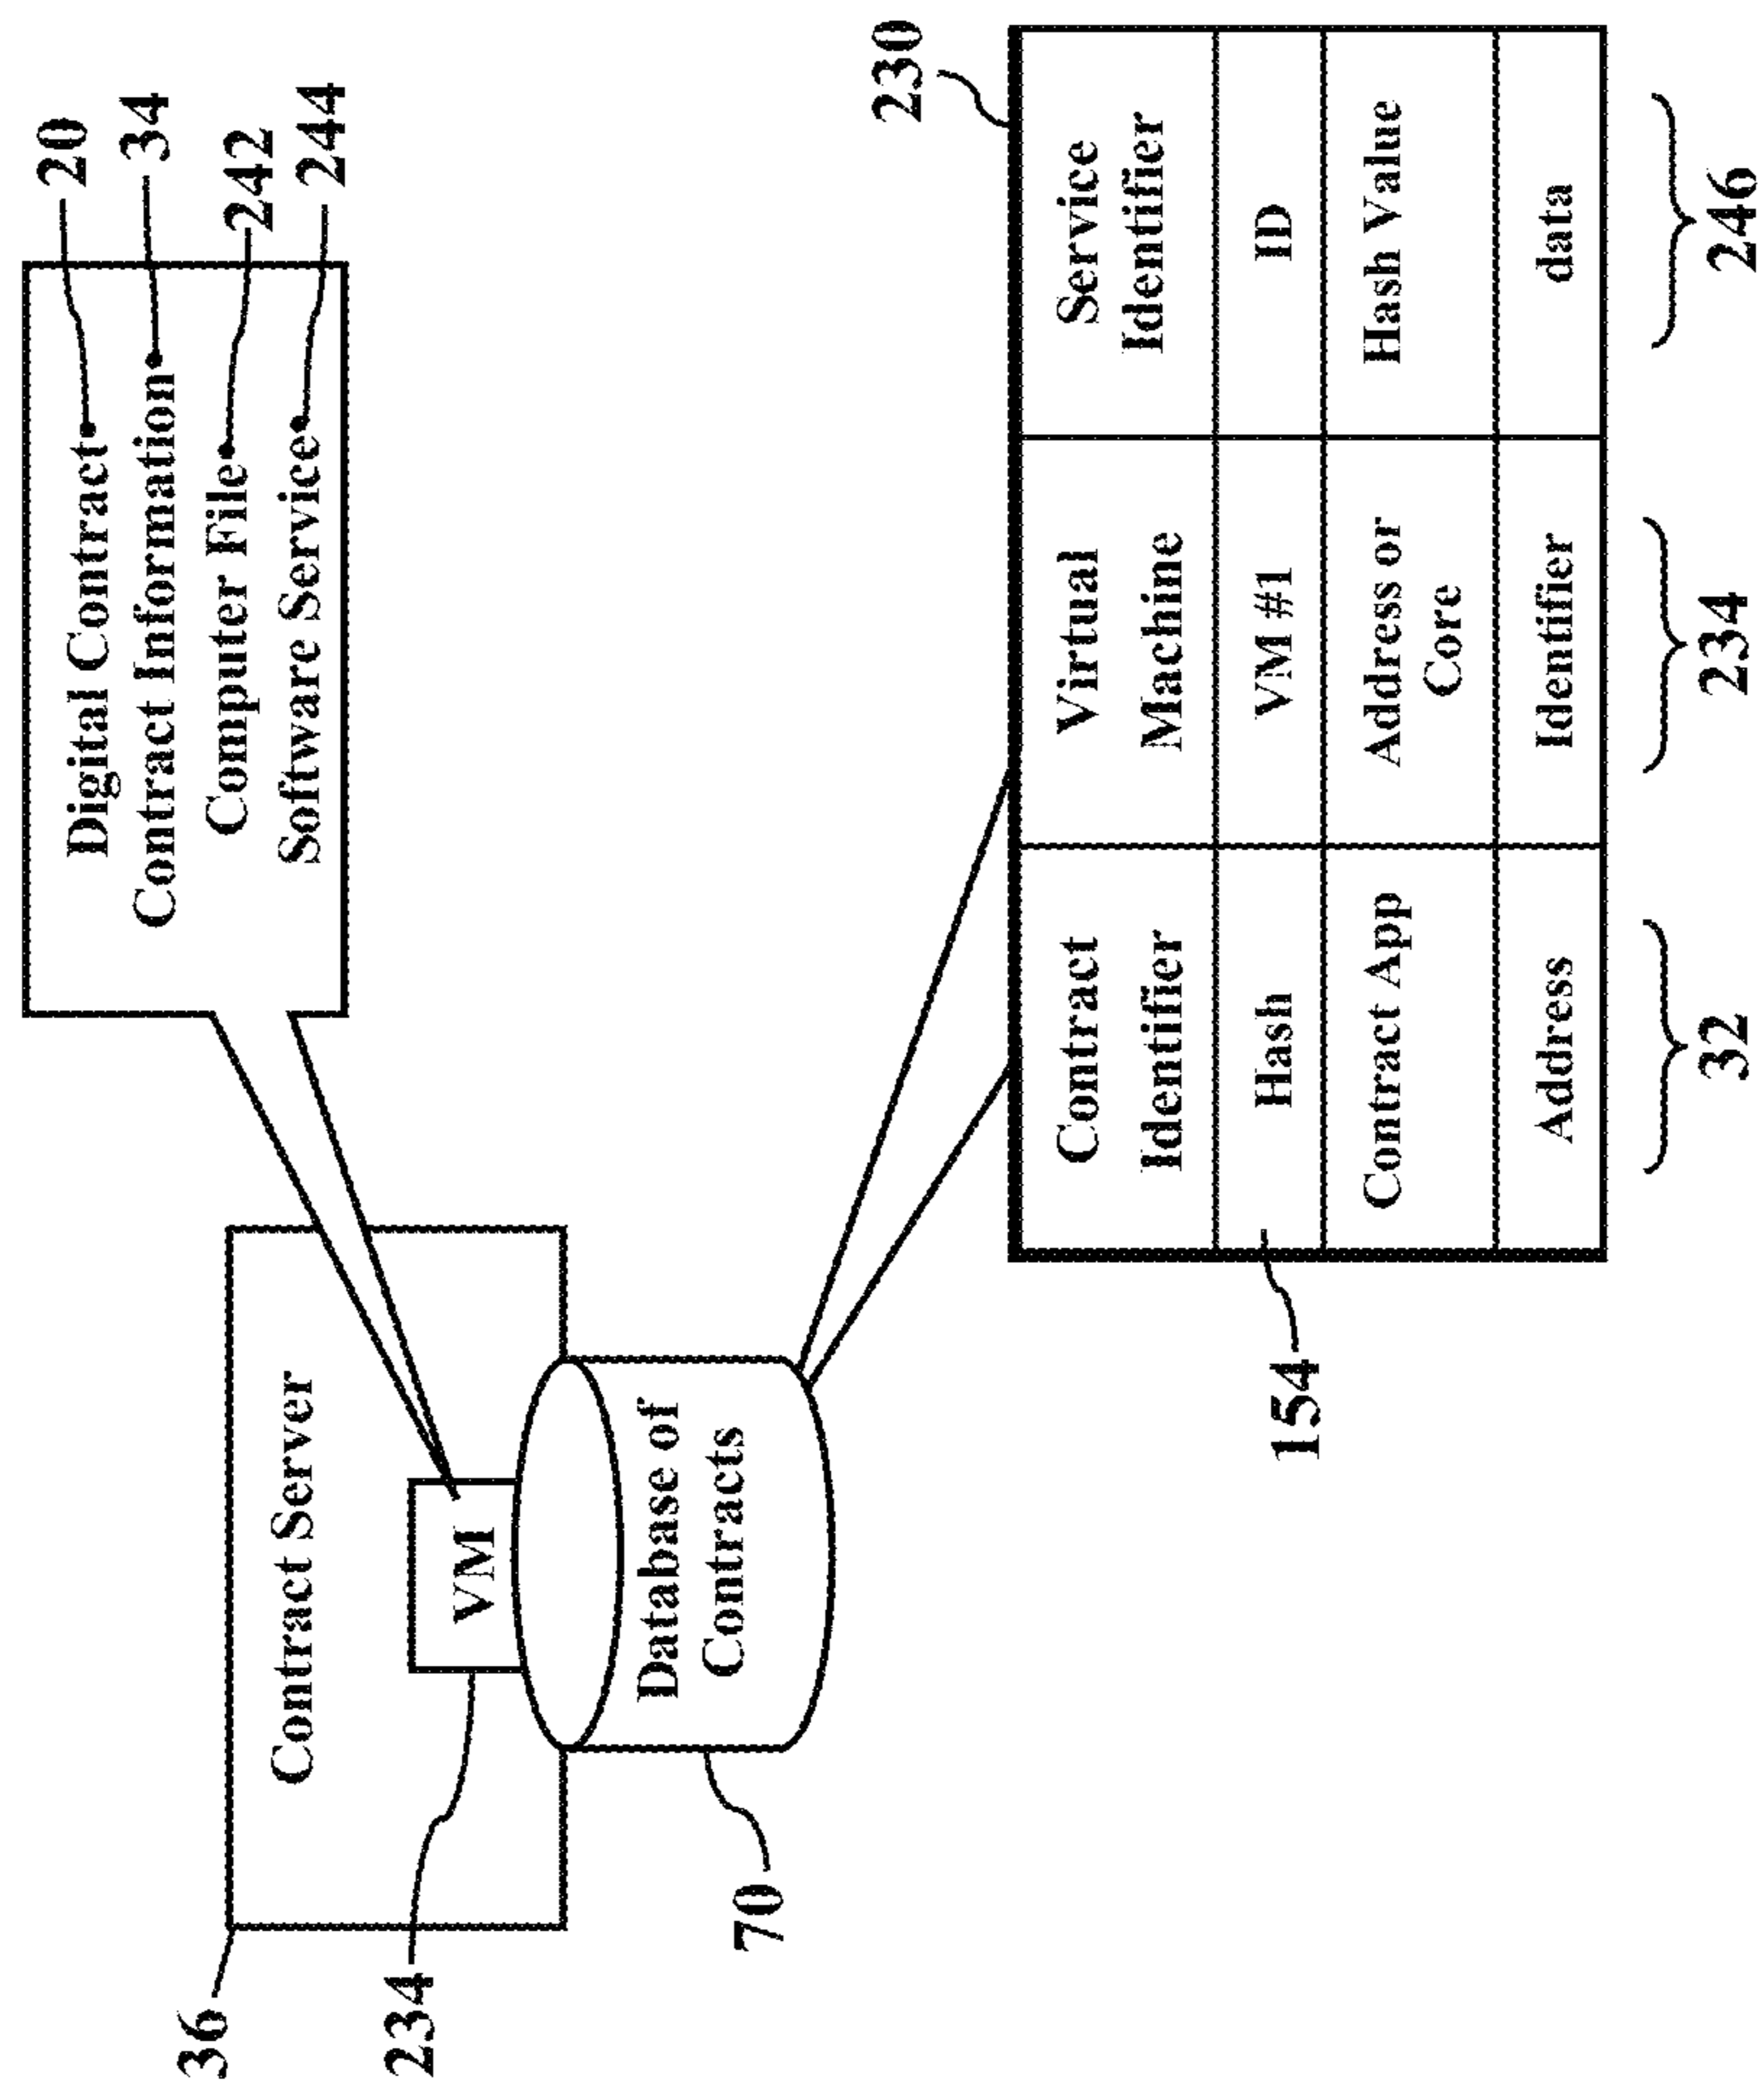 Digital Contract
20
Contract Information
34
Computer File
242
Software Service
244
36
Contract Server
234
VM
Database of
Contracts
70
230
Contract
Identifier
Virtual
Machine
Service
Identifier
154
Hash
VM #1
ID
Contract App
Address or
Core
Hash Value
Address
Identifier
data
32
234
246